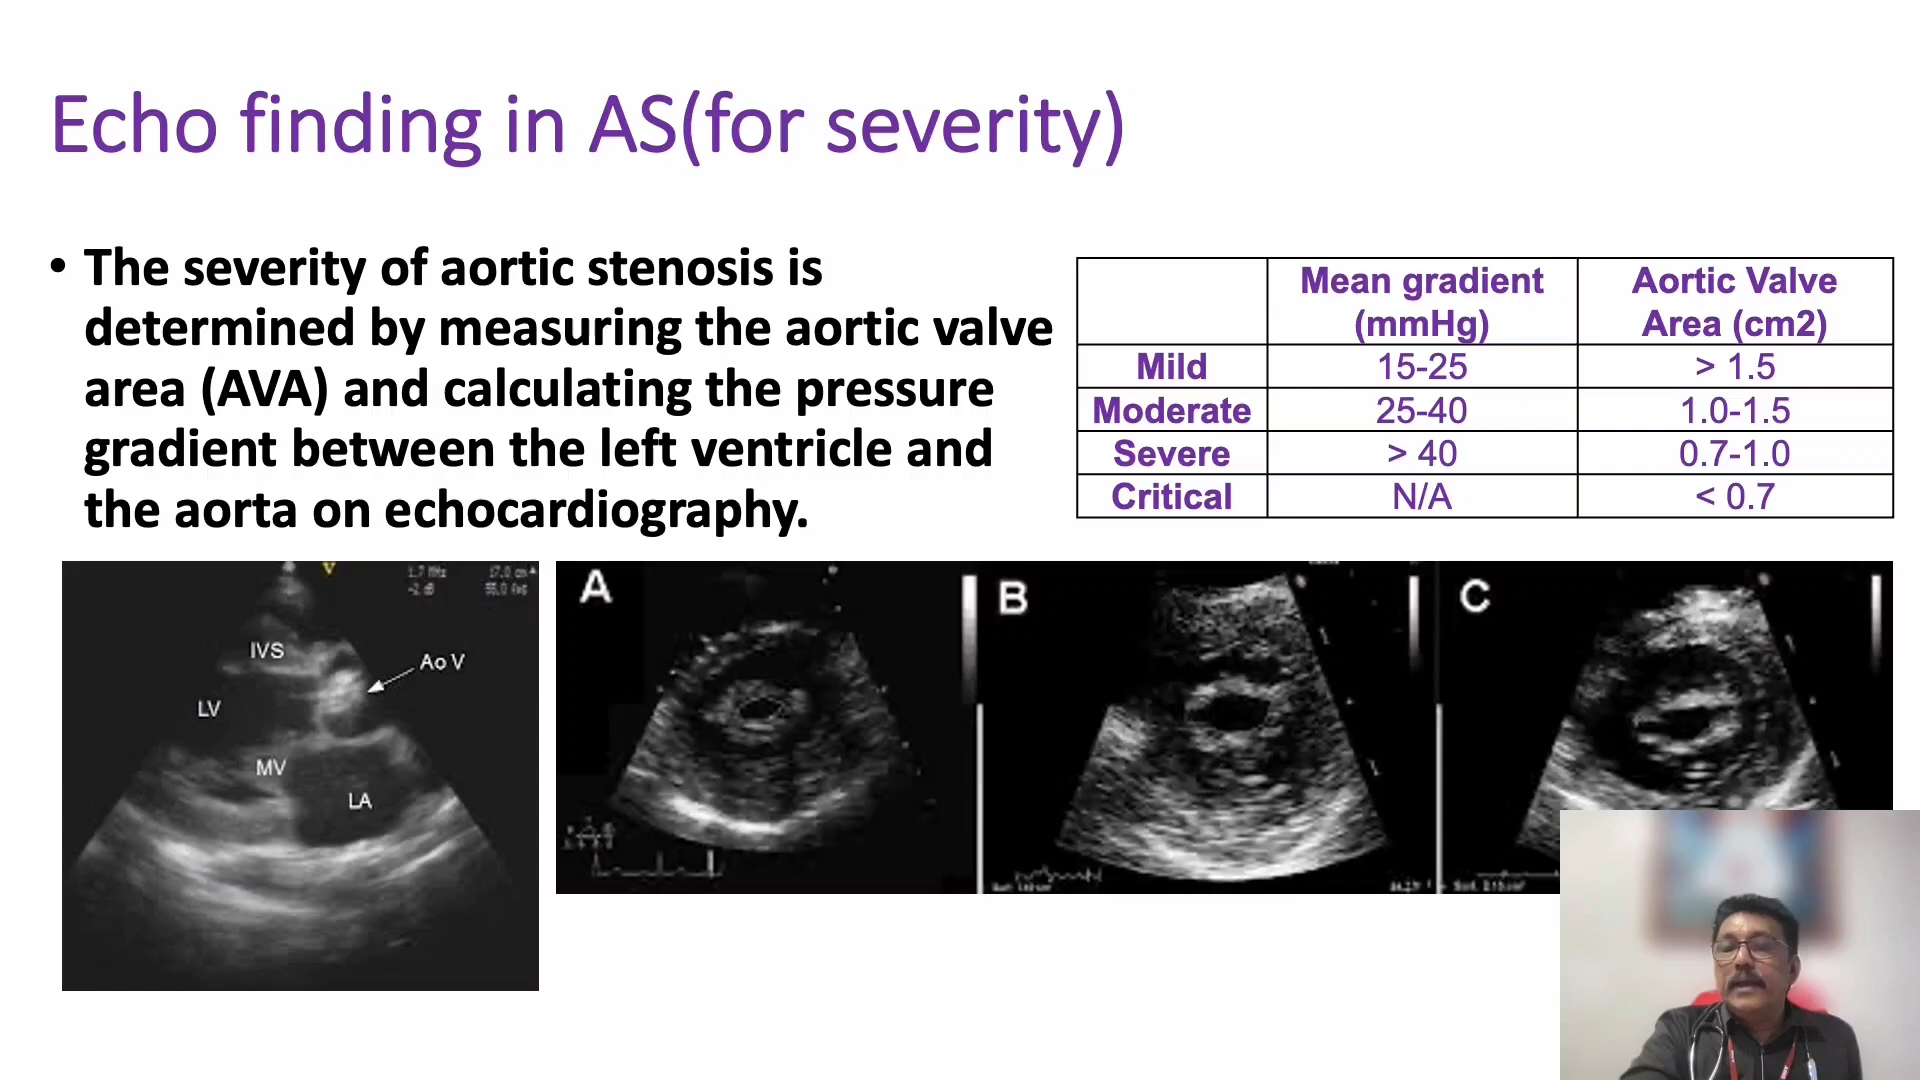 Echo finding in AS(for severity)
• The severity of aortic stenosis is
determined by measuring the aortic valve
area (AVA) and calculating the pressure
gradient between the left ventricle and
the aorta on echocardiography.
Mean gradient (mmHg) Aortic Valve Area (cm2)
Mild 15-25 > 1.5
Moderate 25-40 1.0-1.5
Severe > 40 0.7-1.0
Critical N/A < 0.7
V
IVS
Ao V
LV
MV
LA
A
B
C